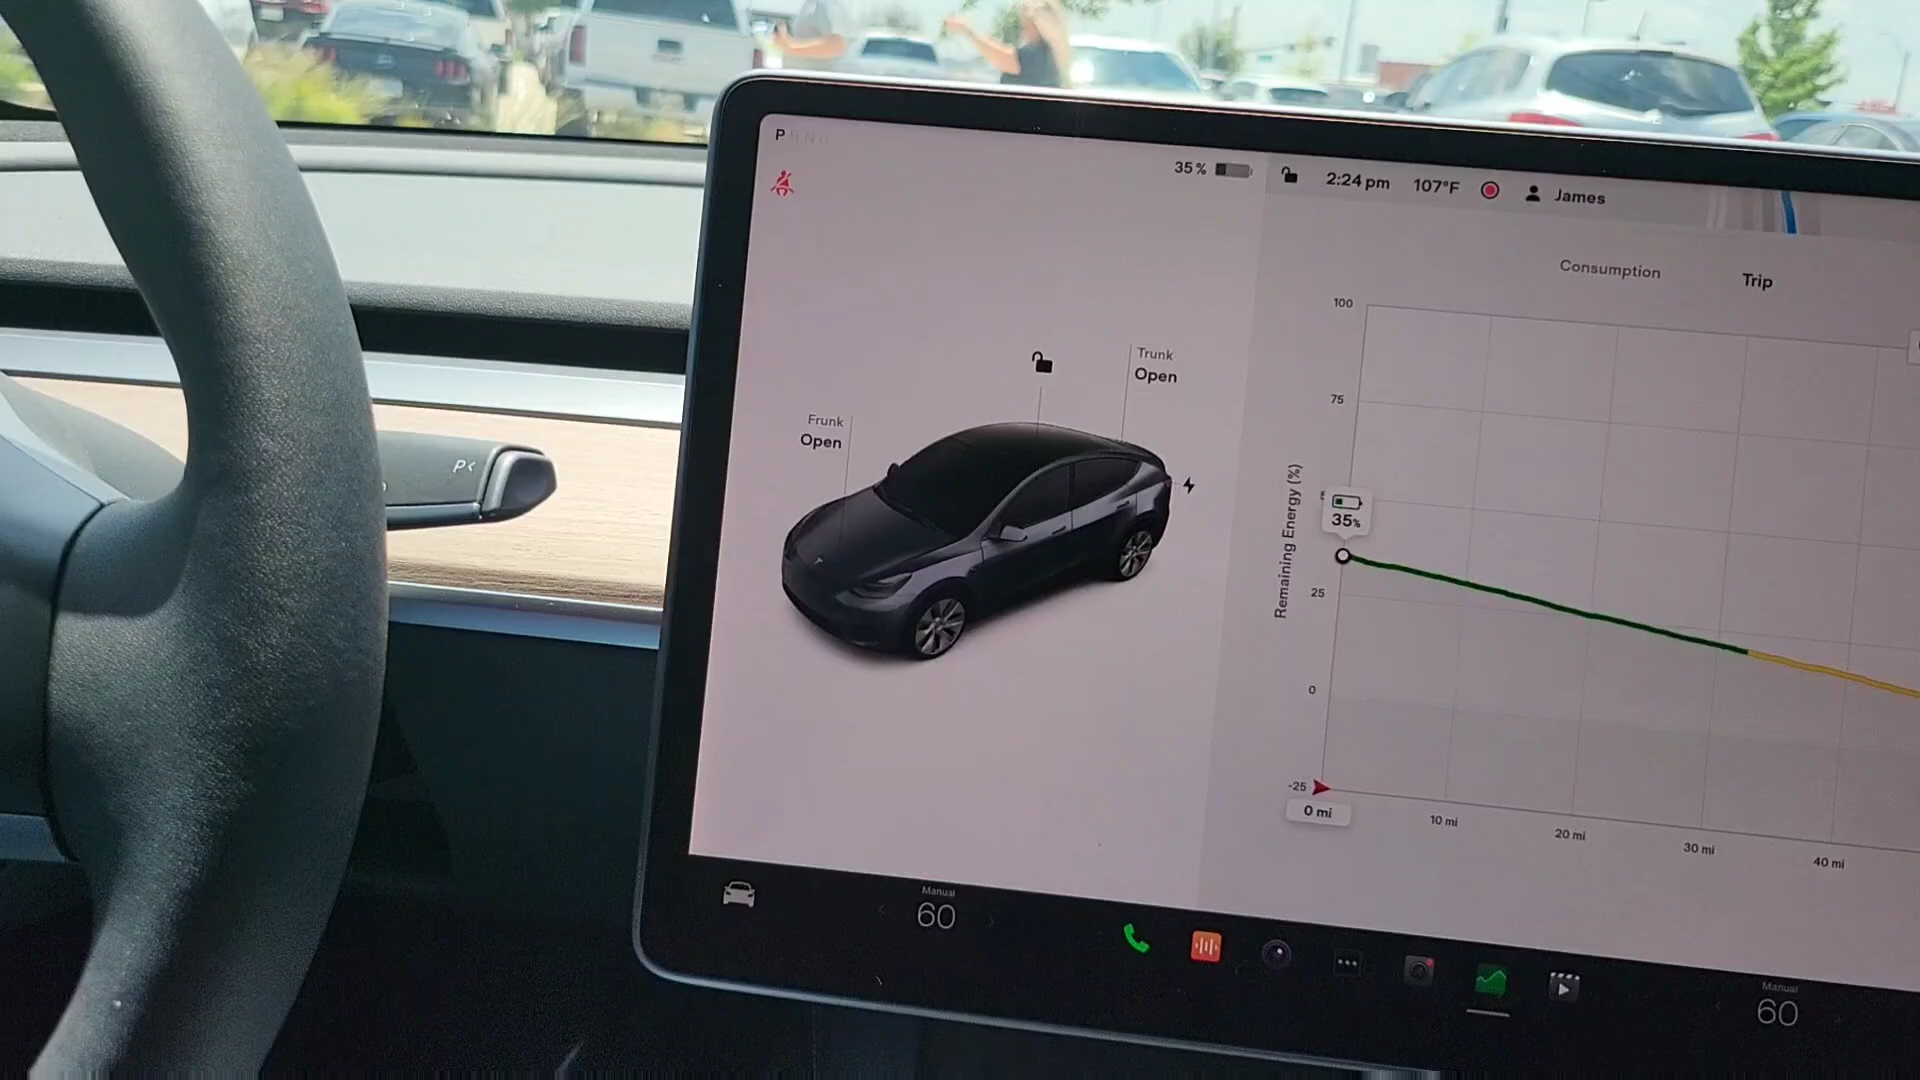 P R N D
35%
2:24 pm
107°F
James
Consumption
Trip
Trunk
Open
Frunk
Open
P<
Remaining Energy (%)
100
75
25
0
-25
35%
0 mi
10 mi
20 mi
30 mi
40 mi
Manual
60
Manual
60